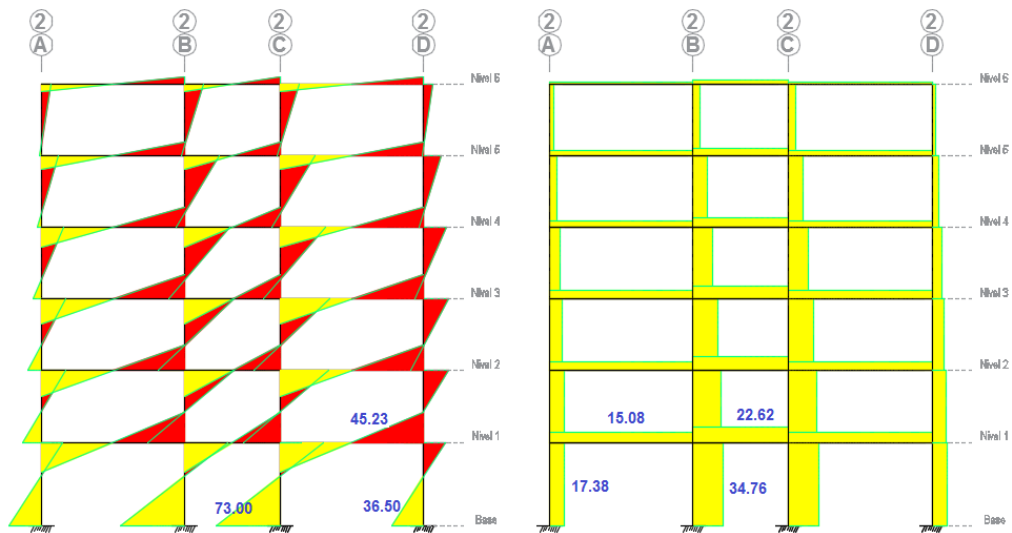 2 2 2 2 2 2 2 2
A B C D A B C D
Nivel 6 Nivel 6
Nivel 5 Nivel 5
Nivel 4 Nivel 4
Nivel 3 Nivel 3
Nivel 2 Nivel 2
45.23 15.08 22.62
Nivel 1 Nivel 1
73.00 36.50 17.38 34.76
Base Base